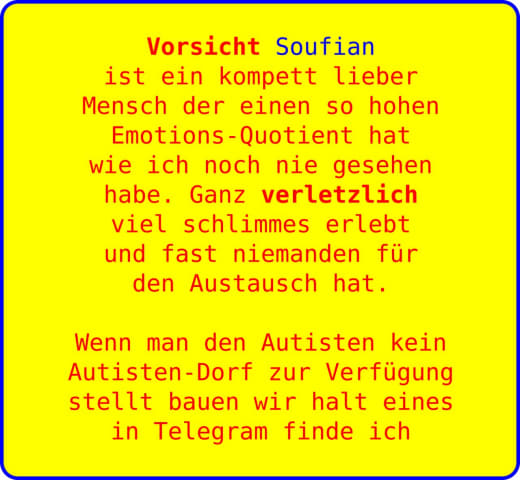 Vorsicht Soufian
ist ein kompett lieber
Mensch der einen so hohen
Emotions-Quotient hat
wie ich noch nie gesehen
habe. Ganz verletzlich
viel schlimmes erlebt
und fast niemanden für
den Austausch hat.
Wenn man den Autisten kein
Autisten-Dorf zur Verfügung
stellt bauen wir halt eines
in Telegram finde ich